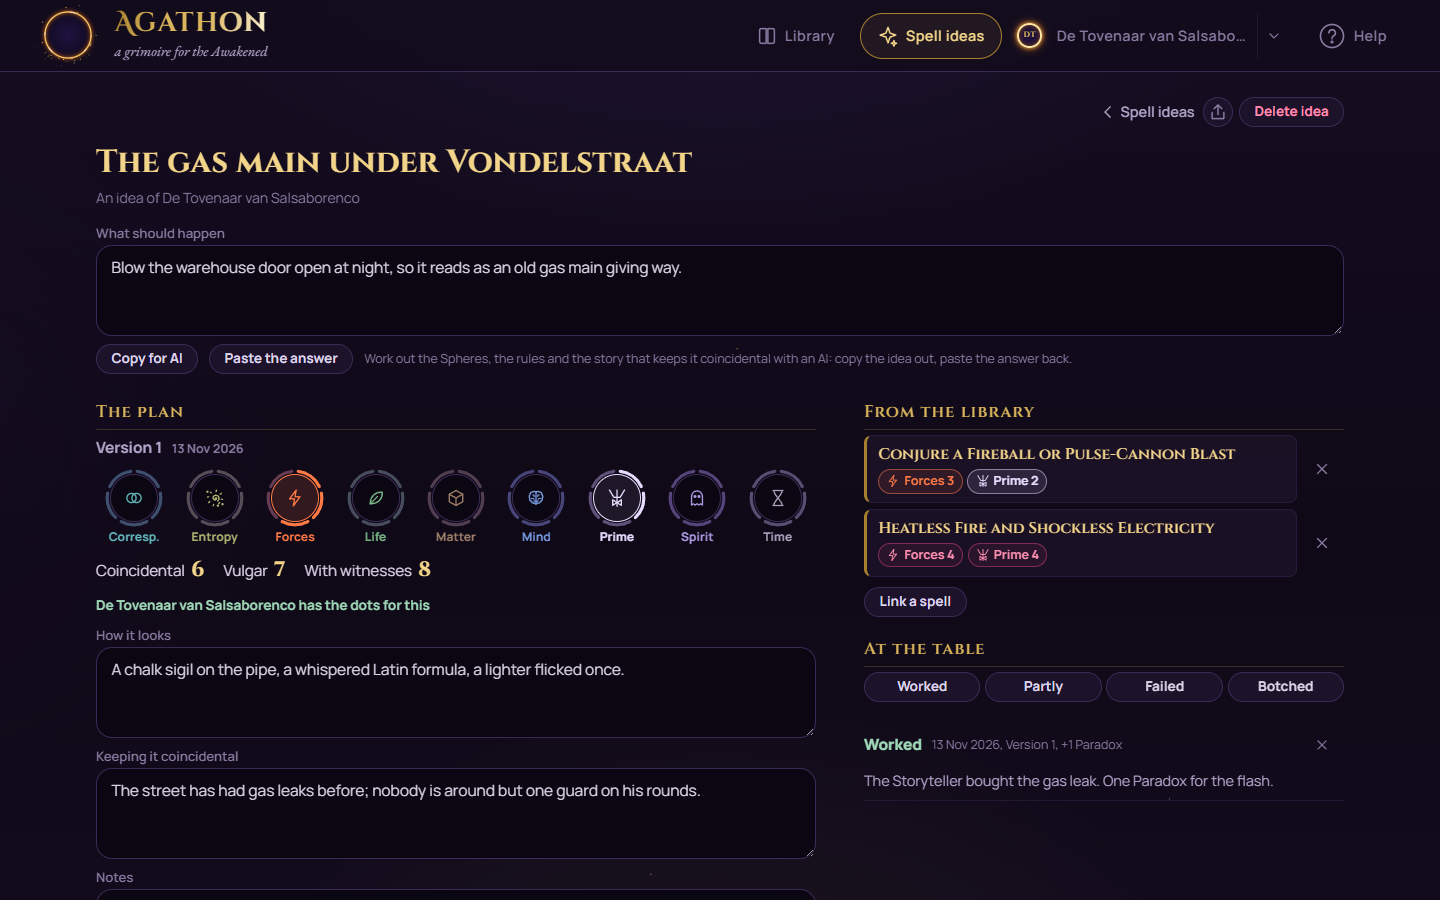 AGATHON
a grimoire for the Awakened
Library
Spell ideas
DT
De Tovenaar van Salsabo...
Help
Spell ideas
Delete idea
The gas main under Vondelstraat
An idea of De Tovenaar van Salsaborenco
What should happen
Blow the warehouse door open at night, so it reads as an old gas main giving way.
Copy for AI
Paste the answer
Work out the Spheres, the rules and the story that keeps it coincidental with an AI: copy the idea out, paste the answer back.
The plan
Version 1 13 Nov 2026
Corresp. Entropy Forces Life Matter Mind Prime Spirit Time
Coincidental 6 Vulgar 7 With witnesses 8
De Tovenaar van Salsaborenco has the dots for this
How it looks
A chalk sigil on the pipe, a whispered Latin formula, a lighter flicked once.
Keeping it coincidental
The street has had gas leaks before; nobody is around but one guard on his rounds.
Notes
From the library
Conjure a Fireball or Pulse-Cannon Blast
Forces 3 Prime 2
Heatless Fire and Shockless Electricity
Forces 4 Prime 4
Link a spell
At the table
Worked Partly Failed Botched
Worked 13 Nov 2026, Version 1, +1 Paradox
The Storyteller bought the gas leak. One Paradox for the flash.